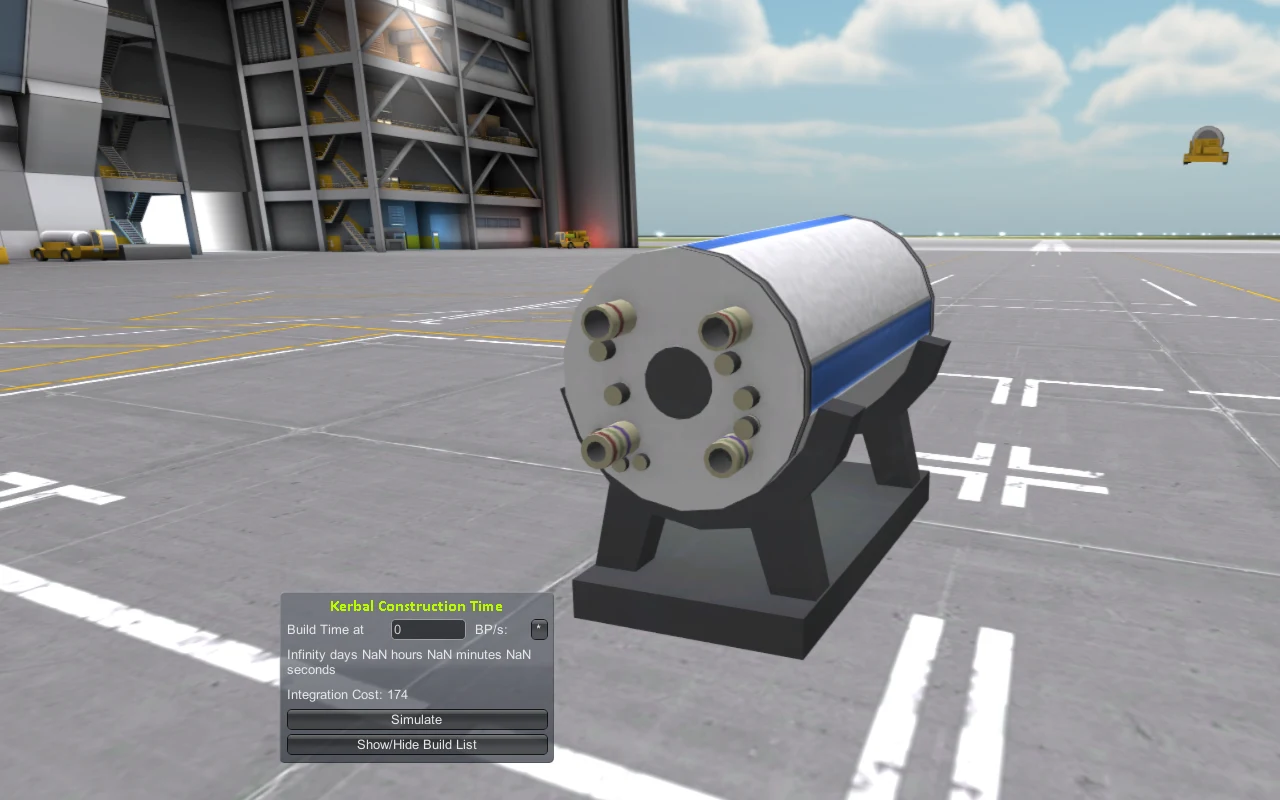 Kerbal Construction Time
Build Time at 0 BP/s: *
Infinity days NaN hours NaN minutes NaN
seconds
Integration Cost: 174
Simulate
Show/Hide Build List